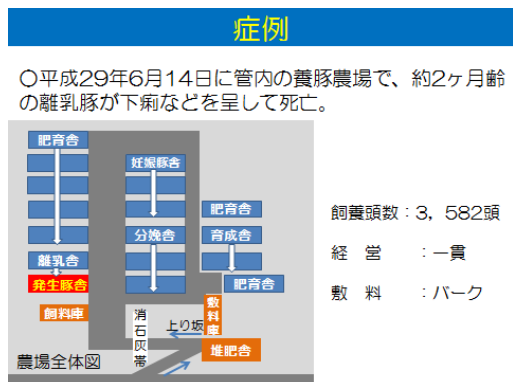 症例
〇平成29年6月14日に管内の養豚農場で、約2ヶ月齢
の離乳豚が下痢などを呈して死亡。
肥育舎
妊娠豚舎
肥育舎
分娩舎
育成舎
離乳舎
発生豚舎
肥育舎
飼料庫
消石灰帯
上り坂
敷料庫
堆肥舎
農場全体図
飼養頭数：3，582頭
経　営　：一貫
敷　料　：バーク